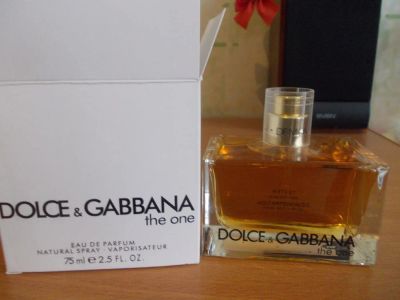 DOLCE & GABBANA
the one
EAU DE PARFUM
NATURAL SPRAY · VAPORISATEUR
75 ml e 2.5 FL. OZ.
DOLCE & GABBANA
the one
SVEN